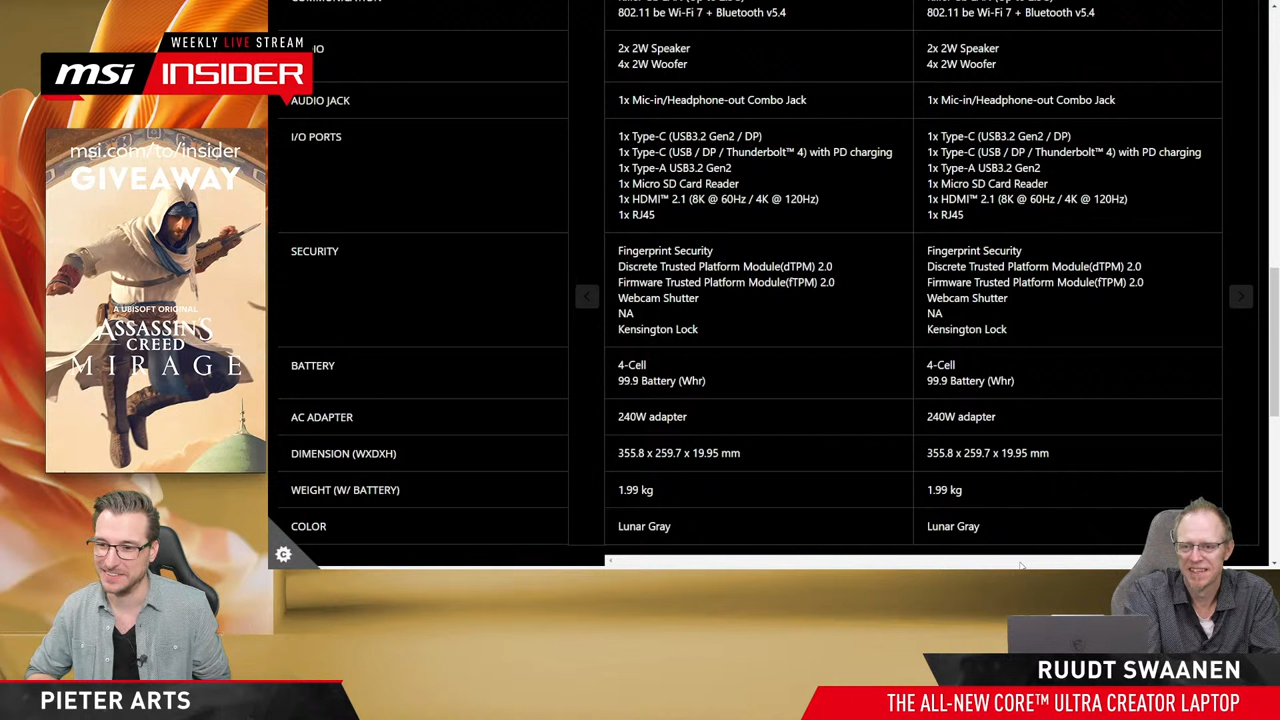 WEEKLY LIVE STREAM
msi INSIDER
msi.com/to/insider
GIVEAWAY
A UBISOFT ORIGINAL
ASSASSIN'S
CREED
MIRAGE
802.11 be Wi-Fi 7 + Bluetooth v5.4
802.11 be Wi-Fi 7 + Bluetooth v5.4
2x 2W Speaker
4x 2W Woofer
2x 2W Speaker
4x 2W Woofer
AUDIO JACK
1x Mic-in/Headphone-out Combo Jack
1x Mic-in/Headphone-out Combo Jack
I/O PORTS
1x Type-C (USB3.2 Gen2 / DP)
1x Type-C (USB / DP / Thunderbolt™ 4) with PD charging
1x Type-A USB3.2 Gen2
1x Micro SD Card Reader
1x HDMI™ 2.1 (8K @ 60Hz / 4K @ 120Hz)
1x RJ45
1x Type-C (USB3.2 Gen2 / DP)
1x Type-C (USB / DP / Thunderbolt™ 4) with PD charging
1x Type-A USB3.2 Gen2
1x Micro SD Card Reader
1x HDMI™ 2.1 (8K @ 60Hz / 4K @ 120Hz)
1x RJ45
SECURITY
Fingerprint Security
Discrete Trusted Platform Module(dTPM) 2.0
Firmware Trusted Platform Module(fTPM) 2.0
Webcam Shutter
NA
Kensington Lock
Fingerprint Security
Discrete Trusted Platform Module(dTPM) 2.0
Firmware Trusted Platform Module(fTPM) 2.0
Webcam Shutter
NA
Kensington Lock
BATTERY
4-Cell
99.9 Battery (Whr)
4-Cell
99.9 Battery (Whr)
AC ADAPTER
240W adapter
240W adapter
DIMENSION (WXDXH)
355.8 x 259.7 x 19.95 mm
355.8 x 259.7 x 19.95 mm
WEIGHT (W/ BATTERY)
1.99 kg
1.99 kg
COLOR
Lunar Gray
Lunar Gray
PIETER ARTS
RUUDT SWAANEN
THE ALL-NEW CORE™ ULTRA CREATOR LAPTOP